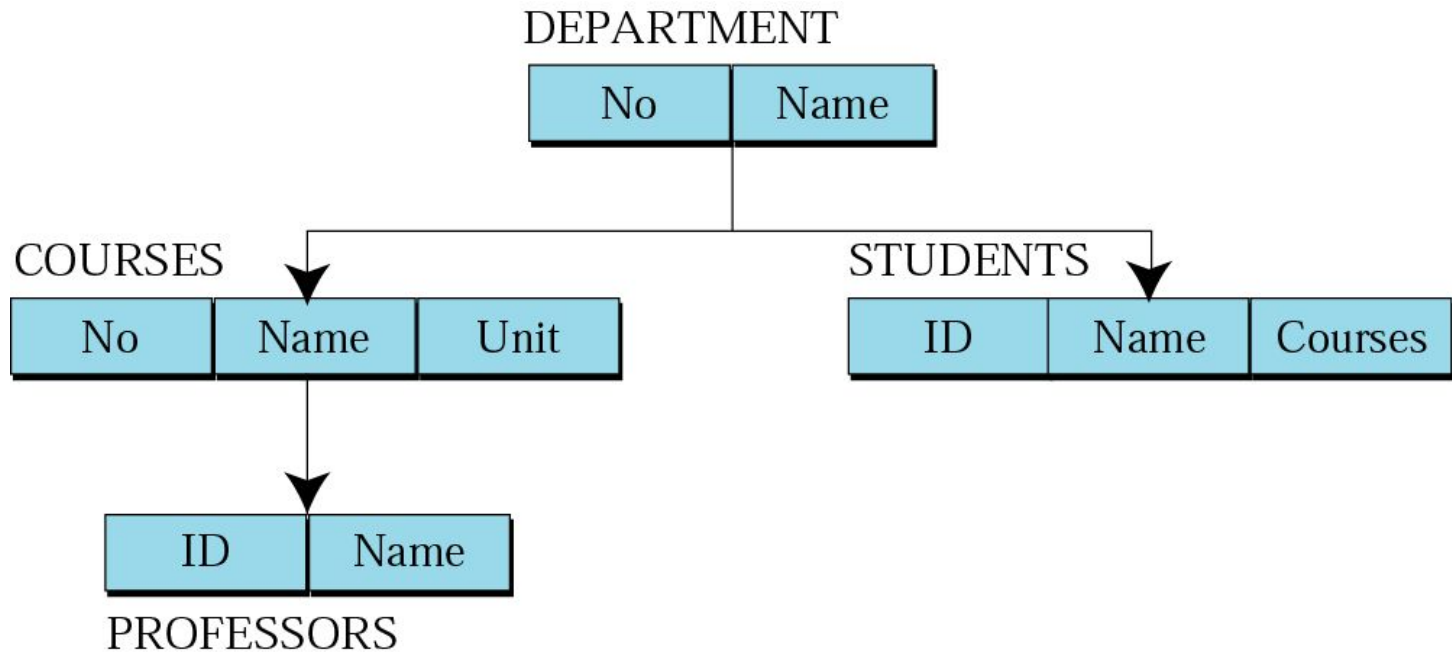 DEPARTMENT
No Name
COURSES STUDENTS
No Name Unit ID Name Courses
ID Name
PROFESSORS